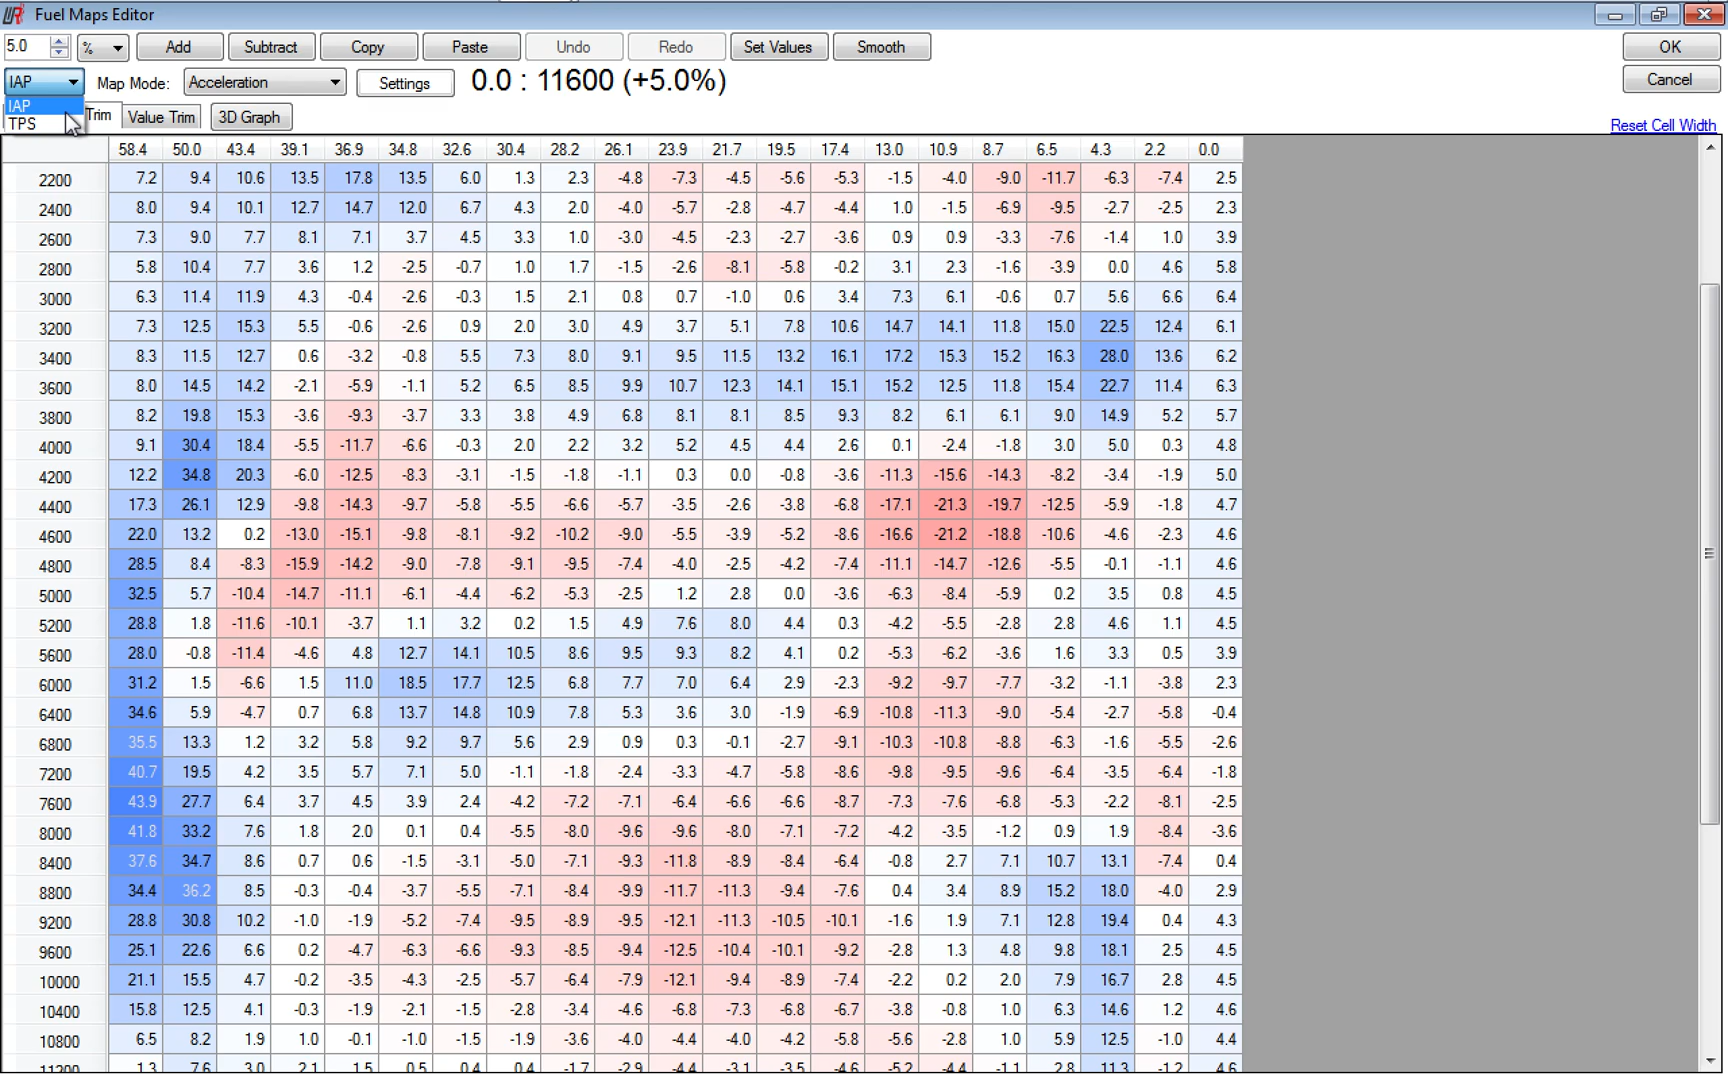 Fuel Maps Editor
5.0 % Add Subtract Copy Paste Undo Redo Set Values Smooth OK
IAP Map Mode: Acceleration Settings 0.0 : 11600 (+5.0%) Cancel
IAP
TPS Trim Value Trim 3D Graph Reset Cell Width
58.4 50.0 43.4 39.1 36.9 34.8 32.6 30.4 28.2 26.1 23.9 21.7 19.5 17.4 13.0 10.9 8.7 6.5 4.3 2.2 0.0
2200 7.2 9.4 10.6 13.5 17.8 13.5 6.0 1.3 2.3 -4.8 -7.3 -4.5 -5.6 -5.3 -1.5 -4.0 -9.0 -11.7 -6.3 -7.4 2.5
2400 8.0 9.4 10.1 12.7 14.7 12.0 6.7 4.3 2.0 -4.0 -5.7 -2.8 -4.7 -4.4 1.0 -1.5 -6.9 -9.5 -2.7 -2.5 2.3
2600 7.3 9.0 7.7 8.1 7.1 3.7 4.5 3.3 1.0 -3.0 -4.5 -2.3 -2.7 -3.6 0.9 0.9 -3.3 -7.6 -1.4 1.0 3.9
2800 5.8 10.4 7.7 3.6 1.2 -2.5 -0.7 1.0 1.7 -1.5 -2.6 -8.1 -5.8 -0.2 3.1 2.3 -1.6 -3.9 0.0 4.6 5.8
3000 6.3 11.4 11.9 4.3 -0.4 -2.6 -0.3 1.5 2.1 0.8 0.7 -1.0 0.6 3.4 7.3 6.1 -0.6 0.7 5.6 6.6 6.4
3200 7.3 12.5 15.3 5.5 -0.6 -2.6 0.9 2.0 3.0 4.9 3.7 5.1 7.8 10.6 14.7 14.1 11.8 15.0 22.5 12.4 6.1
3400 8.3 11.5 12.7 0.6 -3.2 -0.8 5.5 7.3 8.0 9.1 9.5 11.5 13.2 16.1 17.2 15.3 15.2 16.3 28.0 13.6 6.2
3600 8.0 14.5 14.2 -2.1 -5.9 -1.1 5.2 6.5 8.5 9.9 10.7 12.3 14.1 15.1 15.2 12.5 11.8 15.4 22.7 11.4 6.3
3800 8.2 19.8 15.3 -3.6 -9.3 -3.7 3.3 3.8 4.9 6.8 8.1 8.1 8.5 9.3 8.2 6.1 6.1 9.0 14.9 5.2 5.7
4000 9.1 30.4 18.4 -5.5 -11.7 -6.6 -0.3 2.0 2.2 3.2 5.2 4.5 4.4 2.6 0.1 -2.4 -1.8 3.0 5.0 0.3 4.8
4200 12.2 34.8 20.3 -6.0 -12.5 -8.3 -3.1 -1.5 -1.8 -1.1 0.3 0.0 -0.8 -3.6 -11.3 -15.6 -14.3 -8.2 -3.4 -1.9 5.0
4400 17.3 26.1 12.9 -9.8 -14.3 -9.7 -5.8 -5.5 -6.6 -5.7 -3.5 -2.6 -3.8 -6.8 -17.1 -21.3 -19.7 -12.5 -5.9 -1.8 4.7
4600 22.0 13.2 0.2 -13.0 -15.1 -9.8 -8.1 -9.2 -10.2 -9.0 -5.5 -3.9 -5.2 -8.6 -16.6 -21.2 -18.8 -10.6 -4.6 -2.3 4.6
4800 28.5 8.4 -8.3 -15.9 -14.2 -9.0 -7.8 -9.1 -9.5 -7.4 -4.0 -2.5 -4.2 -7.4 -11.1 -14.7 -12.6 -5.5 -0.1 -1.1 4.6
5000 32.5 5.7 -10.4 -14.7 -11.1 -6.1 -4.4 -6.2 -5.3 -2.5 1.2 2.8 0.0 -3.6 -6.3 -8.4 -5.9 0.2 3.5 0.8 4.5
5200 28.8 1.8 -11.6 -10.1 -3.7 1.1 3.2 0.2 1.5 4.9 7.6 8.0 4.4 0.3 -4.2 -5.5 -2.8 2.8 4.6 1.1 4.5
5600 28.0 -0.8 -11.4 -4.6 4.8 12.7 14.1 10.5 8.6 9.5 9.3 8.2 4.1 0.2 -5.3 -6.2 -3.6 1.6 3.3 0.5 3.9
6000 31.2 1.5 -6.6 1.5 11.0 18.5 17.7 12.5 6.8 7.7 7.0 6.4 2.9 -2.3 -9.2 -9.7 -7.7 -3.2 -1.1 -3.8 2.3
6400 34.6 5.9 -4.7 0.7 6.8 13.7 14.8 10.9 7.8 5.3 3.6 3.0 -1.9 -6.9 -10.8 -11.3 -9.0 -5.4 -2.7 -5.8 -0.4
6800 35.5 13.3 1.2 3.2 5.8 9.2 9.7 5.6 2.9 0.9 0.3 -0.1 -2.7 -9.1 -10.3 -10.8 -8.8 -6.3 -1.6 -5.5 -2.6
7200 40.7 19.5 4.2 3.5 5.7 7.1 5.0 -1.1 -1.8 -2.4 -3.3 -4.7 -5.8 -8.6 -9.8 -9.5 -9.6 -6.4 -3.5 -6.4 -1.8
7600 43.9 27.7 6.4 3.7 4.5 3.9 2.4 -4.2 -7.2 -7.1 -6.4 -6.6 -6.6 -8.7 -7.3 -7.6 -6.8 -5.3 -2.2 -8.1 -2.5
8000 41.8 33.2 7.6 1.8 2.0 0.1 0.4 -5.5 -8.0 -9.6 -9.6 -8.0 -7.1 -7.2 -4.2 -3.5 -1.2 0.9 1.9 -8.4 -3.6
8400 37.6 34.7 8.6 0.7 0.6 -1.5 -3.1 -5.0 -7.1 -9.3 -11.8 -8.9 -8.4 -6.4 -0.8 2.7 7.1 10.7 13.1 -7.4 0.4
8800 34.4 36.2 8.5 -0.3 -0.4 -3.7 -5.5 -7.1 -8.4 -9.9 -11.7 -11.3 -9.4 -7.6 0.4 3.4 8.9 15.2 18.0 -4.0 2.9
9200 28.8 30.8 10.2 -1.0 -1.9 -5.2 -7.4 -9.5 -8.9 -9.5 -12.1 -11.3 -10.5 -10.1 -1.6 1.9 7.1 12.8 19.4 0.4 4.3
9600 25.1 22.6 6.6 0.2 -4.7 -6.3 -6.6 -9.3 -8.5 -9.4 -12.5 -10.4 -10.1 -9.2 -2.8 1.3 4.8 9.8 18.1 2.5 4.5
10000 21.1 15.5 4.7 -0.2 -3.5 -4.3 -2.5 -5.7 -6.4 -7.9 -12.1 -9.4 -8.9 -7.4 -2.2 0.2 2.0 7.9 16.7 2.8 4.5
10400 15.8 12.5 4.1 -0.3 -1.9 -2.1 -1.5 -2.8 -3.4 -4.6 -6.8 -7.3 -6.8 -6.7 -3.8 -0.8 1.0 6.3 14.6 1.2 4.6
10800 6.5 8.2 1.9 1.0 -0.1 -1.0 -1.5 -1.9 -3.6 -4.0 -4.4 -4.0 -4.2 -5.8 -5.6 -2.8 1.0 5.9 12.5 -1.0 4.4
11200 1.3 7.6 3.0 2.1 1.5 0.5 0.4 0.4 -1.7 -2.9 -4.4 -3.1 -3.5 -4.6 -5.2 -4.4 -1.1 2.8 11.3 -1.2 4.6